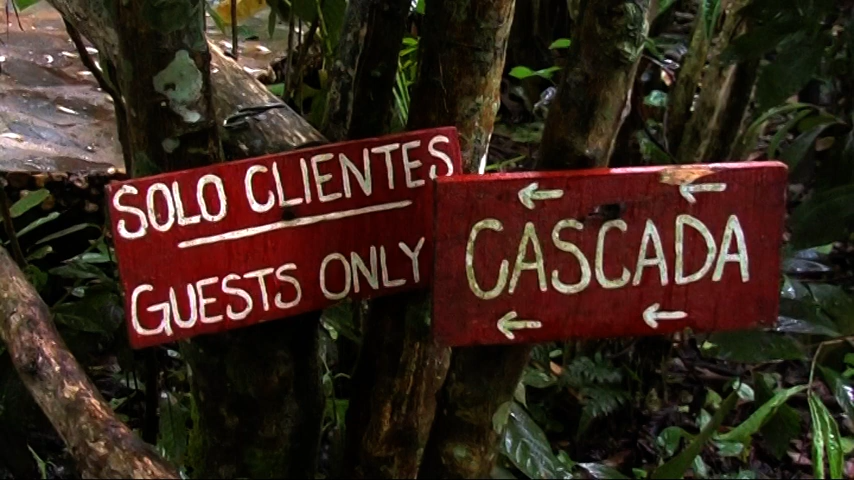 SOLO CLIENTES
GUESTS ONLY
← ←
CASCADA
← ←